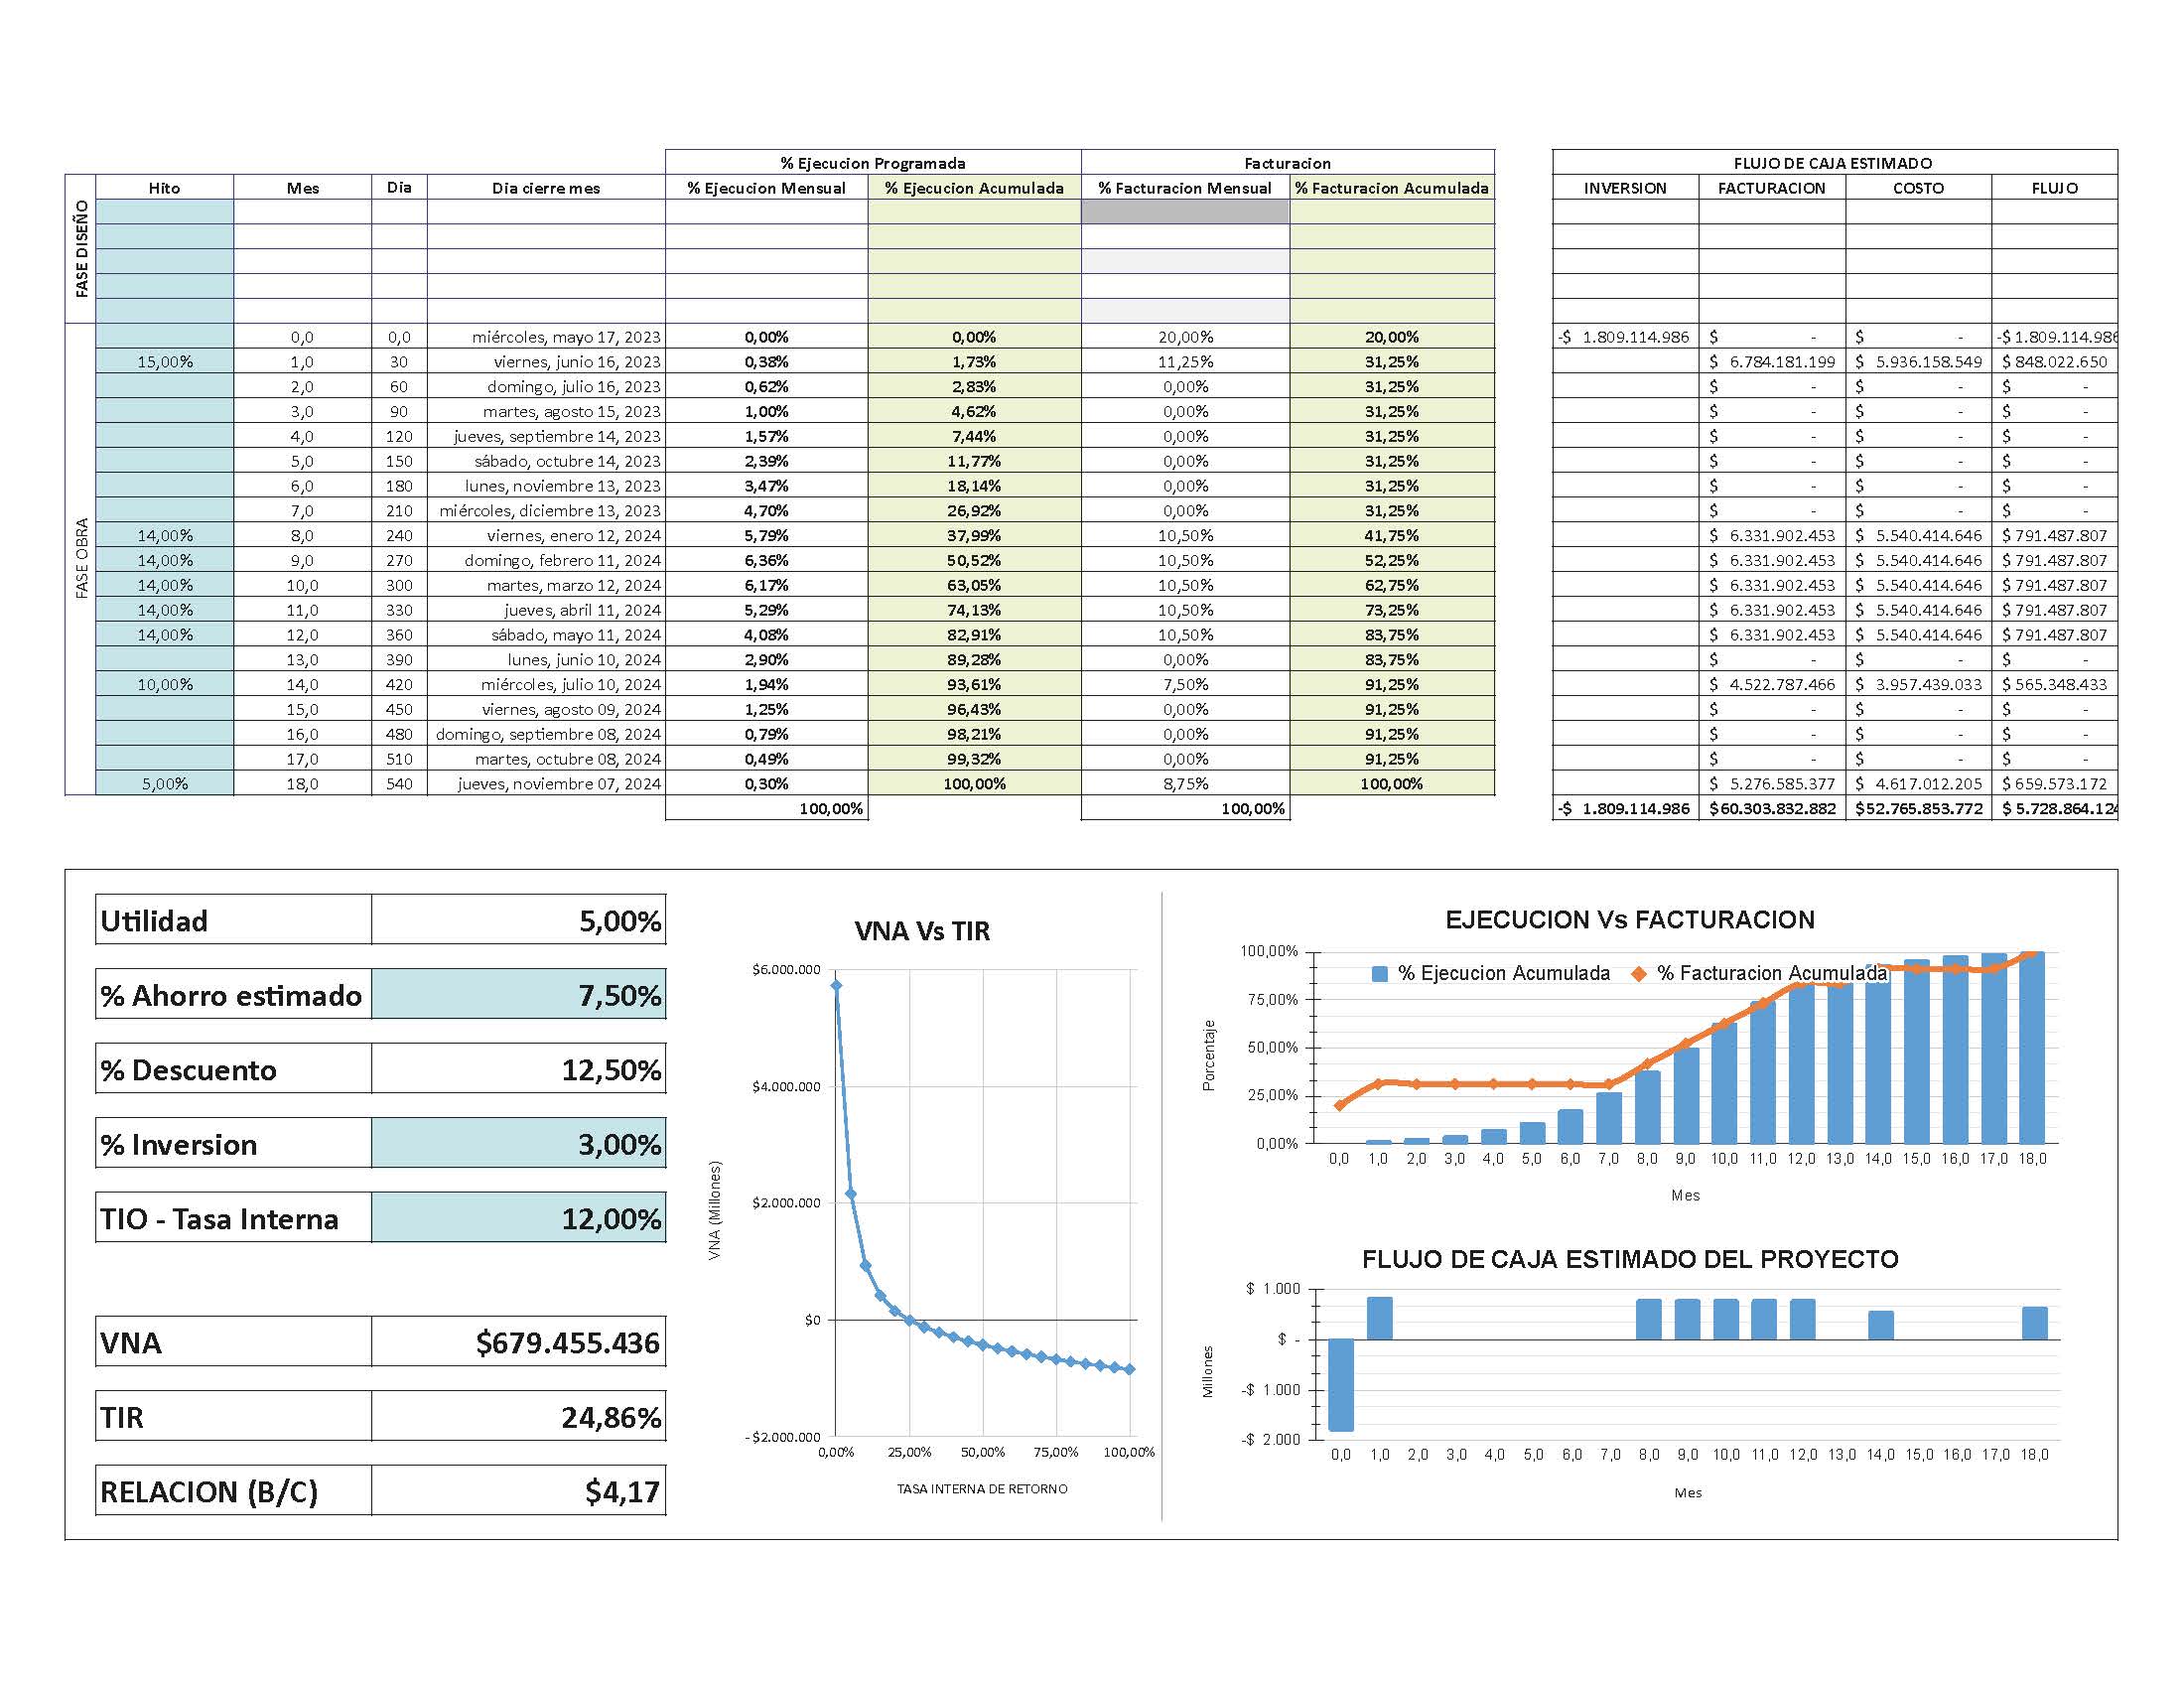 % Ejecucion Programada Facturacion FLUJO DE CAJA ESTIMADO
FASE DISEÑO
Hito Mes Dia Dia cierre mes % Ejecucion Mensual % Ejecucion Acumulada % Facturacion Mensual % Facturacion Acumulada INVERSION FACTURACION COSTO FLUJO
FASE OBRA
0,0 0,0 miércoles, mayo 17, 2023 0,00% 0,00% 20,00% 20,00% -$ 1.809.114.986 $ - $ - -$ 1.809.114.986
15,00% 1,0 30 viernes, junio 16, 2023 0,38% 1,73% 11,25% 31,25% $ 6.784.181.199 $ 5.936.158.549 $ 848.022.650
2,0 60 domingo, julio 16, 2023 0,62% 2,83% 0,00% 31,25% $ - $ - $ -
3,0 90 martes, agosto 15, 2023 1,00% 4,62% 0,00% 31,25% $ - $ - $ -
4,0 120 jueves, septiembre 14, 2023 1,57% 7,44% 0,00% 31,25% $ - $ - $ -
5,0 150 sábado, octubre 14, 2023 2,39% 11,77% 0,00% 31,25% $ - $ - $ -
6,0 180 lunes, noviembre 13, 2023 3,47% 18,14% 0,00% 31,25% $ - $ - $ -
7,0 210 miércoles, diciembre 13, 2023 4,70% 26,92% 0,00% 31,25% $ - $ - $ -
14,00% 8,0 240 viernes, enero 12, 2024 5,79% 37,99% 10,50% 41,75% $ 6.331.902.453 $ 5.540.414.646 $ 791.487.807
14,00% 9,0 270 domingo, febrero 11, 2024 6,36% 50,52% 10,50% 52,25% $ 6.331.902.453 $ 5.540.414.646 $ 791.487.807
14,00% 10,0 300 martes, marzo 12, 2024 6,17% 63,05% 10,50% 62,75% $ 6.331.902.453 $ 5.540.414.646 $ 791.487.807
14,00% 11,0 330 jueves, abril 11, 2024 5,29% 74,13% 10,50% 73,25% $ 6.331.902.453 $ 5.540.414.646 $ 791.487.807
14,00% 12,0 360 sábado, mayo 11, 2024 4,08% 82,91% 10,50% 83,75% $ 6.331.902.453 $ 5.540.414.646 $ 791.487.807
13,0 390 lunes, junio 10, 2024 2,90% 89,28% 0,00% 83,75% $ - $ - $ -
10,00% 14,0 420 miércoles, julio 10, 2024 1,94% 93,61% 7,50% 91,25% $ 4.522.787.466 $ 3.957.439.033 $ 565.348.433
15,0 450 viernes, agosto 09, 2024 1,25% 96,43% 0,00% 91,25% $ - $ - $ -
16,0 480 domingo, septiembre 08, 2024 0,79% 98,21% 0,00% 91,25% $ - $ - $ -
17,0 510 martes, octubre 08, 2024 0,49% 99,32% 0,00% 91,25% $ - $ - $ -
5,00% 18,0 540 jueves, noviembre 07, 2024 0,30% 100,00% 8,75% 100,00% $ 5.276.585.377 $ 4.617.012.205 $ 659.573.172
100,00% 100,00% -$ 1.809.114.986 $60.303.832.882 $52.765.853.772 $ 5.728.864.124
Utilidad 5,00%
% Ahorro estimado 7,50%
% Descuento 12,50%
% Inversion 3,00%
TIO - Tasa Interna 12,00%
VNA $679.455.436
TIR 24,86%
RELACION (B/C) $4,17
VNA Vs TIR
VNA (Millones)
$6.000.000
$4.000.000
$2.000.000
$0
-$2.000.000
0,00% 25,00% 50,00% 75,00% 100,00%
TASA INTERNA DE RETORNO
EJECUCION Vs FACTURACION
% Ejecucion Acumulada % Facturacion Acumulada
Porcentaje
100,00%
75,00%
50,00%
25,00%
0,00%
0,0 1,0 2,0 3,0 4,0 5,0 6,0 7,0 8,0 9,0 10,0 11,0 12,0 13,0 14,0 15,0 16,0 17,0 18,0
Mes
FLUJO DE CAJA ESTIMADO DEL PROYECTO
Millones
$ 1.000
$ -
-$ 1.000
-$ 2.000
0,0 1,0 2,0 3,0 4,0 5,0 6,0 7,0 8,0 9,0 10,0 11,0 12,0 13,0 14,0 15,0 16,0 17,0 18,0
Mes